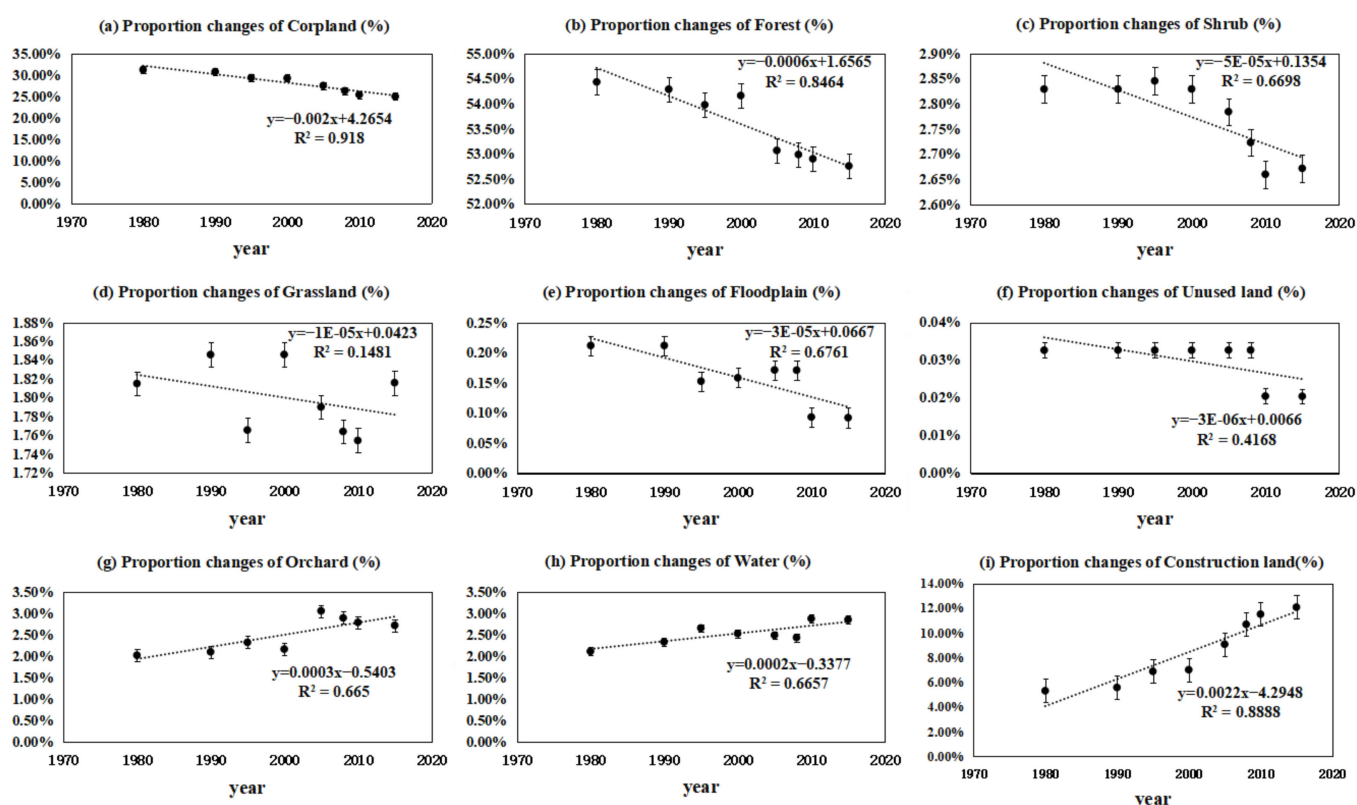 (a) Proportion changes of Corpland (%)
35.00%
30.00%
25.00%
20.00%
15.00%
10.00%
5.00%
0.00%
y=−0.002x+4.2654
R² = 0.918
1970 1980 1990 2000 2010 2020
year
(b) Proportion changes of Forest (%)
55.00%
54.50%
54.00%
53.50%
53.00%
52.50%
52.00%
y=−0.0006x+1.6565
R² = 0.8464
1970 1980 1990 2000 2010 2020
year
(c) Proportion changes of Shrub (%)
2.90%
2.85%
2.80%
2.75%
2.70%
2.65%
2.60%
y=−5E-05x+0.1354
R² = 0.6698
1970 1980 1990 2000 2010 2020
year
(d) Proportion changes of Grassland (%)
1.88%
1.86%
1.84%
1.82%
1.80%
1.78%
1.76%
1.74%
1.72%
y=−1E-05x+0.0423
R² = 0.1481
1970 1980 1990 2000 2010 2020
year
(e) Proportion changes of Floodplain (%)
0.25%
0.20%
0.15%
0.10%
0.05%
0.00%
y=−3E-05x+0.0667
R² = 0.6761
1970 1980 1990 2000 2010 2020
year
(f) Proportion changes of Unused land (%)
0.04%
0.03%
0.02%
0.01%
0.00%
y=−3E-06x+0.0066
R² = 0.4168
1970 1980 1990 2000 2010 2020
year
(g) Proportion changes of Orchard (%)
3.50%
3.00%
2.50%
2.00%
1.50%
1.00%
0.50%
0.00%
y=0.0003x−0.5403
R² = 0.665
1970 1980 1990 2000 2010 2020
year
(h) Proportion changes of Water (%)
3.50%
3.00%
2.50%
2.00%
1.50%
1.00%
0.50%
0.00%
y=0.0002x−0.3377
R² = 0.6657
1970 1980 1990 2000 2010 2020
year
(i) Proportion changes of Construction land(%)
14.00%
12.00%
10.00%
8.00%
6.00%
4.00%
2.00%
0.00%
y=0.0022x−4.2948
R² = 0.8888
1970 1980 1990 2000 2010 2020
year